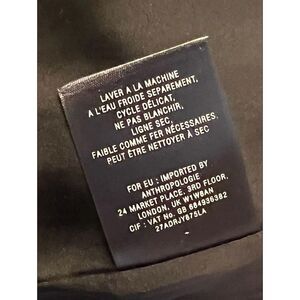 LAVER A LA MACHINE
A L'EAU FROIDE SEPAREMENT,
CYCLE DÉLICAT,
NE PAS BLANCHIR,
LIGNE SEC,
FAIBLE COMME FER NÉCESSAIRES.
PEUT ÊTRE NETTOYER À SEC
FOR EU : IMPORTED BY
ANTHROPOLOGIE
24 MARKET PLACE, 3RD FLOOR,
LONDON, UK W1W8AN
CIF : VAT No. GB 684936382
27ADRJY875LA